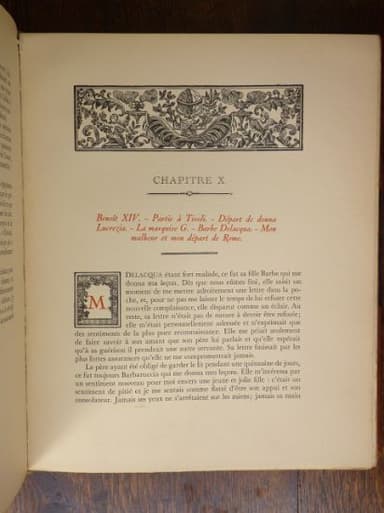 CHAPITRE X
Benoît XIV. - Partie à Tivoli. - Départ de donna
Lucrezia. - La marquise G. - Barbe Delacqua. - Mon
malheur et mon départ de Rome.
M DELACQUA étant fort malade, ce fut sa fille Barbe qui me
donna ma leçon. Dès que nous eûmes fini, elle saisit un
moment de me mettre adroitement une lettre dans la po-
che, et, pour ne pas me laisser le temps de lui refuser cette
nouvelle complaisance, elle disparut comme un éclair. Au
reste, sa lettre n'était pas de nature à devoir être refusée;
elle m'était personnellement adressée et n'exprimait que
des sentiments de la plus pure reconnaissance. Elle me priait seulement
de faire savoir à son amant que son père lui parlait et qu'elle espérait
qu'à sa guérison il prendrait une autre servante. Sa lettre finissait par les
plus fortes assurances qu'elle ne me compromettrait jamais.
Le père ayant été obligé de garder le lit pendant une quinzaine de jours,
ce fut toujours Barbaruccia qui me donna mes leçons. Elle m'intéressa par
un sentiment nouveau pour moi envers une jeune et jolie fille : c'était un
sentiment de pitié et je me sentais comme flatté d'être son appui et son
consolateur. Jamais ses yeux ne s'arrêtaient sur les miens; jamais sa main